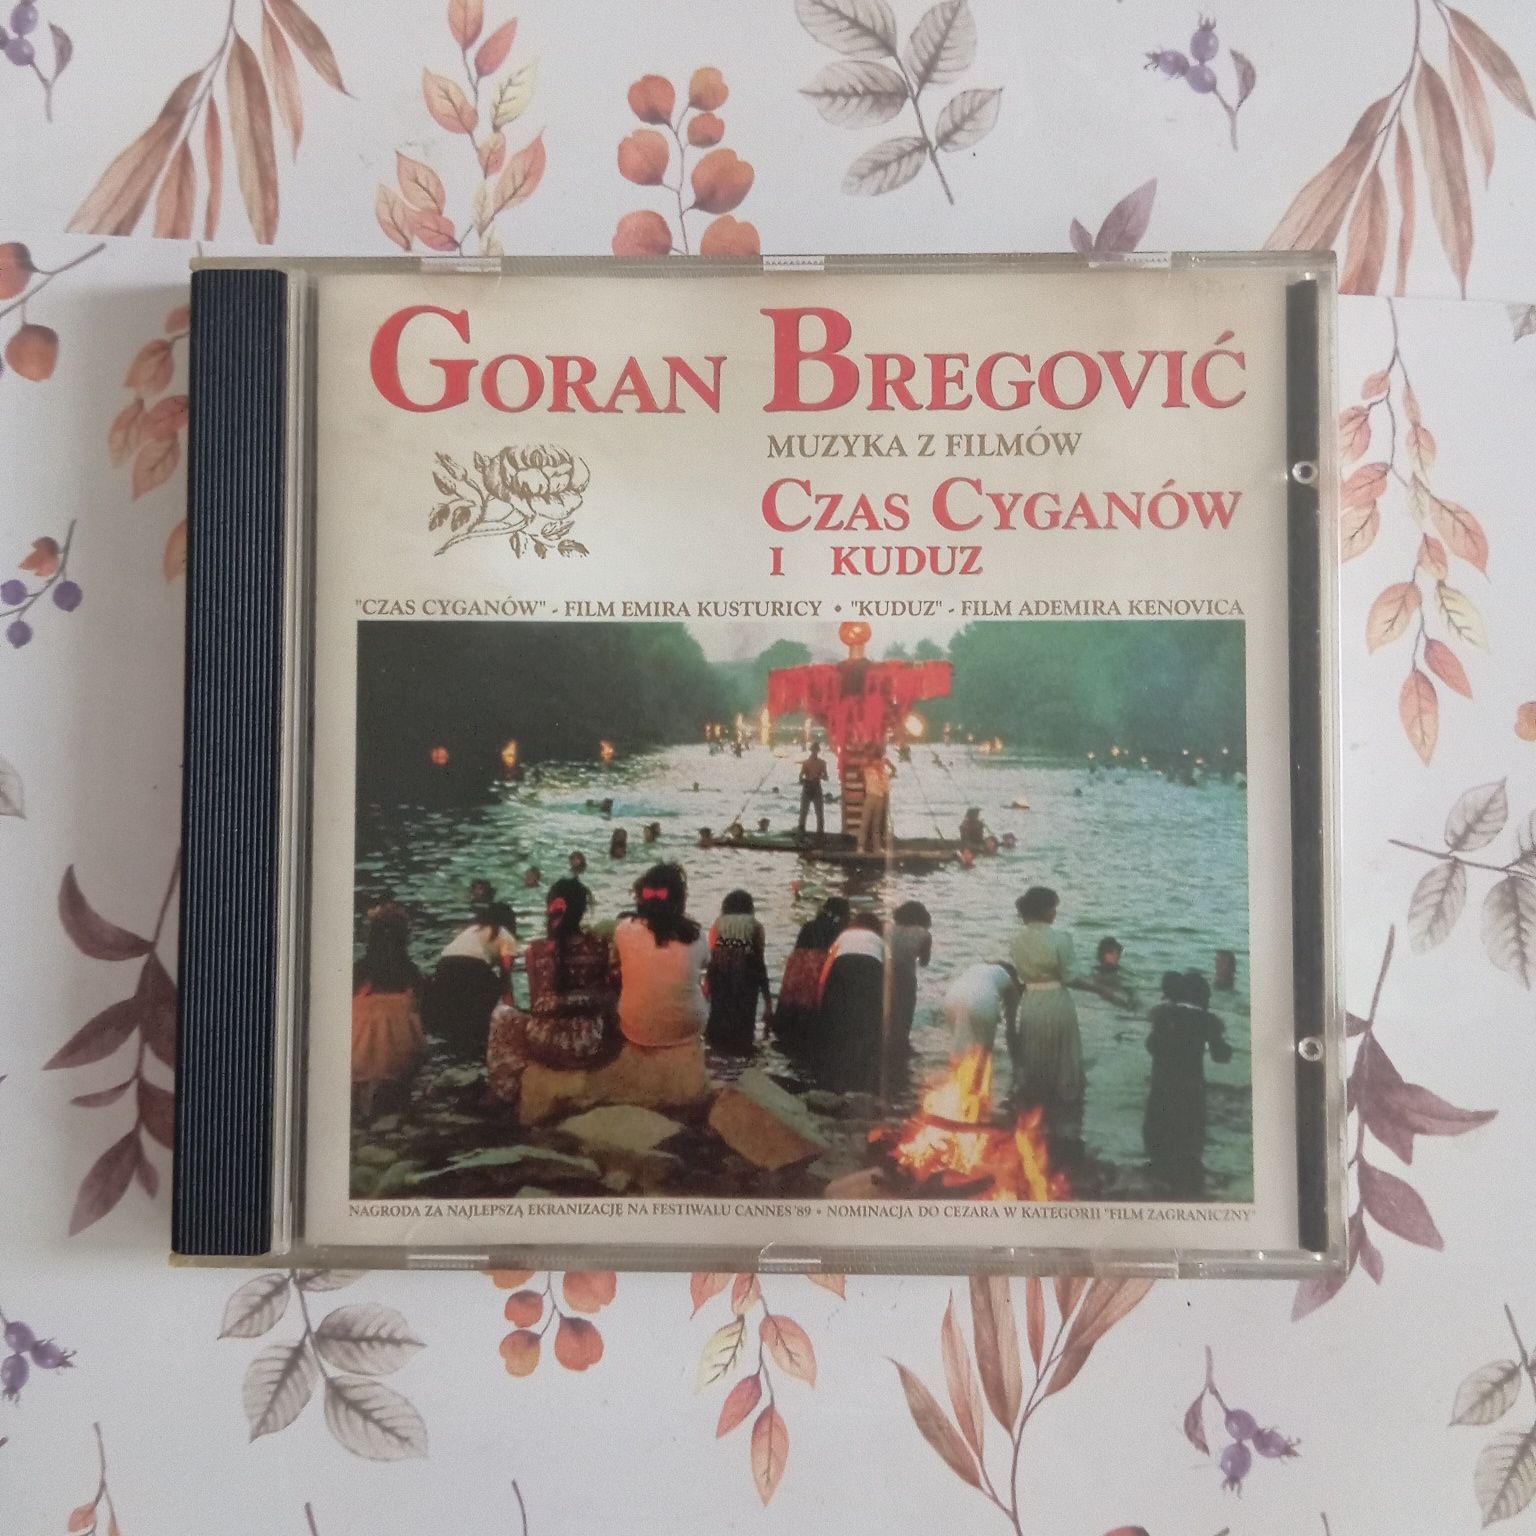 GORAN BREGOVIĆ
MUZYKA Z FILMÓW
CZAS CYGANÓW
I KUDUZ
"CZAS CYGANÓW" - FILM EMIRA KUSTURICY • "KUDUZ" - FILM ADEMIRA KENOVICA
NAGRODA ZA NAJLEPSZĄ EKRANIZACJĘ NA FESTIWALU CANNES '89 • NOMINACJA DO CEZARA W KATEGORII "FILM ZAGRANICZNY"